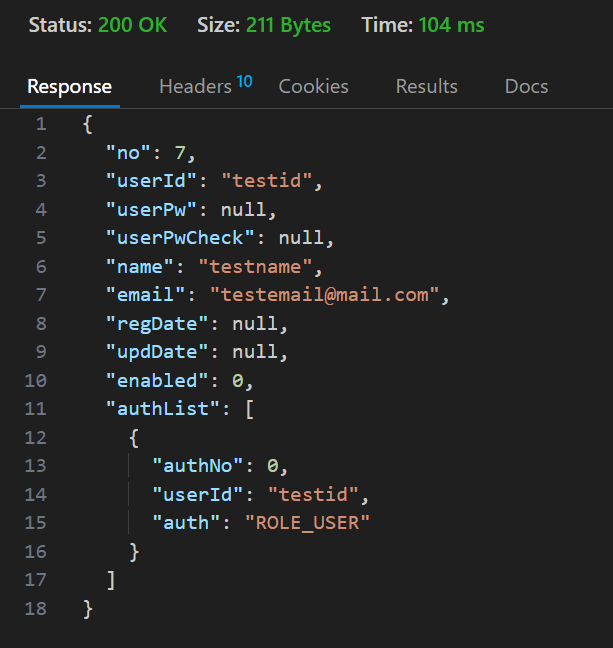 Status: 200 OK Size: 211 Bytes Time: 104 ms
Response Headers 10 Cookies Results Docs
1 {
2 "no": 7,
3 "userId": "testid",
4 "userPw": null,
5 "userPwCheck": null,
6 "name": "testname",
7 "email": "testemail@mail.com",
8 "regDate": null,
9 "updDate": null,
10 "enabled": 0,
11 "authList": [
12 {
13 "authNo": 0,
14 "userId": "testid",
15 "auth": "ROLE_USER"
16 }
17 ]
18 }